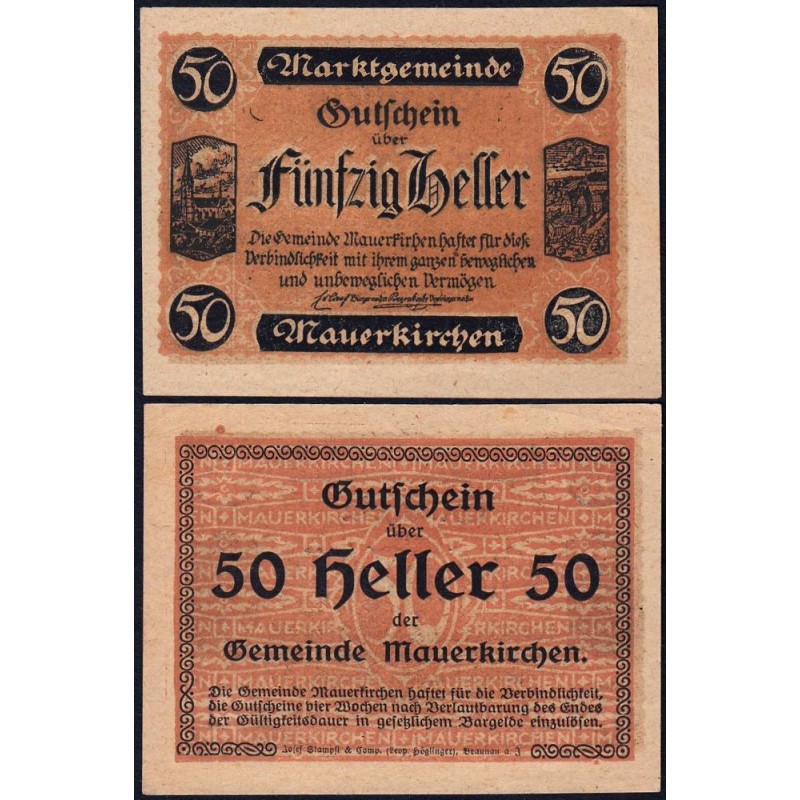 50 Marktgemeinde 50
Gutschein
über
Fünfzig Heller
Die Gemeinde Mauerkirchen haftet für diese
Verbindlichkeit mit ihrem ganzen beweglichen
und unbeweglichen Vermögen
50 Mauerkirchen 50
MAUERKIRCHEN
MAUERKIRCHEN
Gutschein
über
50 Heller 50
der
Gemeinde Mauerkirchen.
Die Gemeinde Mauerkirchen haftet für die Verbindlichkeit,
die Gutscheine vier Wochen nach Verlautbarung des Endes
der Gültigkeitsdauer in gesetzlichem Bargelde einzulösen.
Josef Stampfl & Comp. (Leop. Höglinger), Braunau a. I